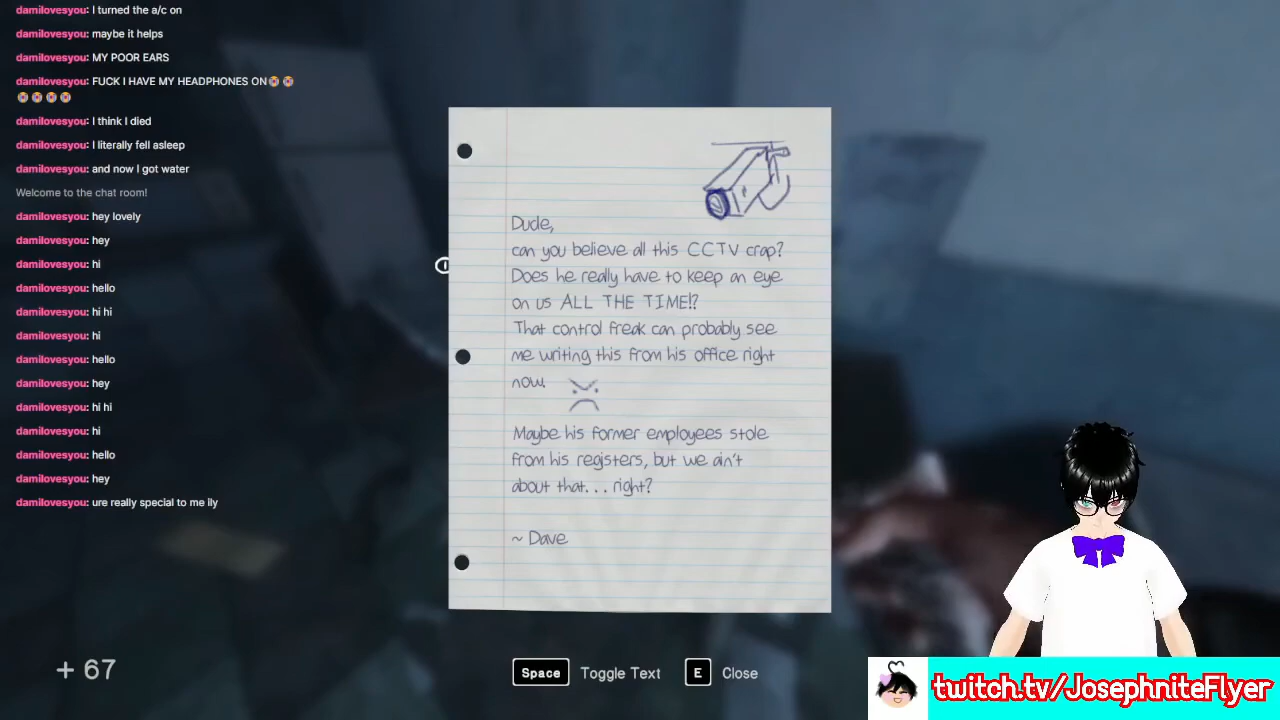 damilovesyou: I turned the a/c on
damilovesyou: maybe it helps
damilovesyou: MY POOR EARS
damilovesyou: FUCK I HAVE MY HEADPHONES ON😭😭
😭😭😭😭
damilovesyou: I think I died
damilovesyou: I literally fell asleep
damilovesyou: and now I got water
Welcome to the chat room!
damilovesyou: hey lovely
damilovesyou: hey
damilovesyou: hi
damilovesyou: hello
damilovesyou: hi hi
damilovesyou: hi
damilovesyou: hello
damilovesyou: hey
damilovesyou: hi hi
damilovesyou: hi
damilovesyou: hello
damilovesyou: hey
damilovesyou: ure really special to me ily
Dude,
can you believe all this CCTV crap?
Does he really have to keep an eye
on us ALL THE TIME!?
That control freak can probably see
me writing this from his office right
now.
Maybe his former employees stole
from his registers, but we ain't
about that... right?
~ Dave
+ 67
Space Toggle Text E Close
twitch.tv/JosephniteFlyer